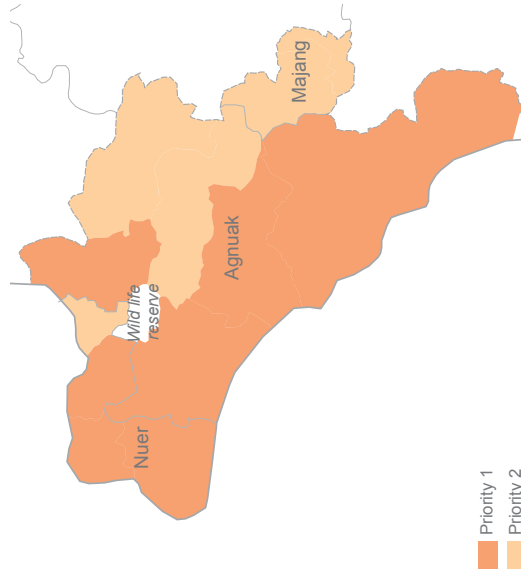 Majang
Agnuak
Wild life
reserve
Nuer
Priority 1
Priority 2